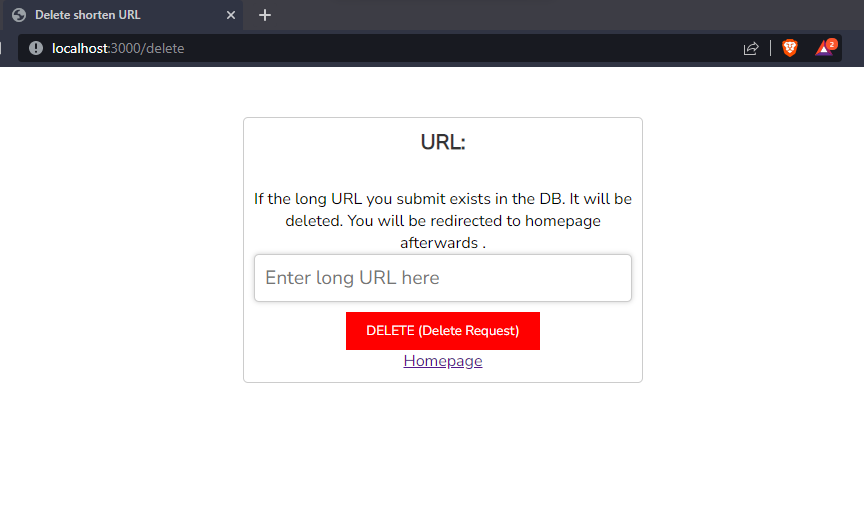 Delete shorten URL
localhost:3000/delete
2
URL:
If the long URL you submit exists in the DB. It will be
deleted. You will be redirected to homepage
afterwards .
Enter long URL here
DELETE (Delete Request)
Homepage